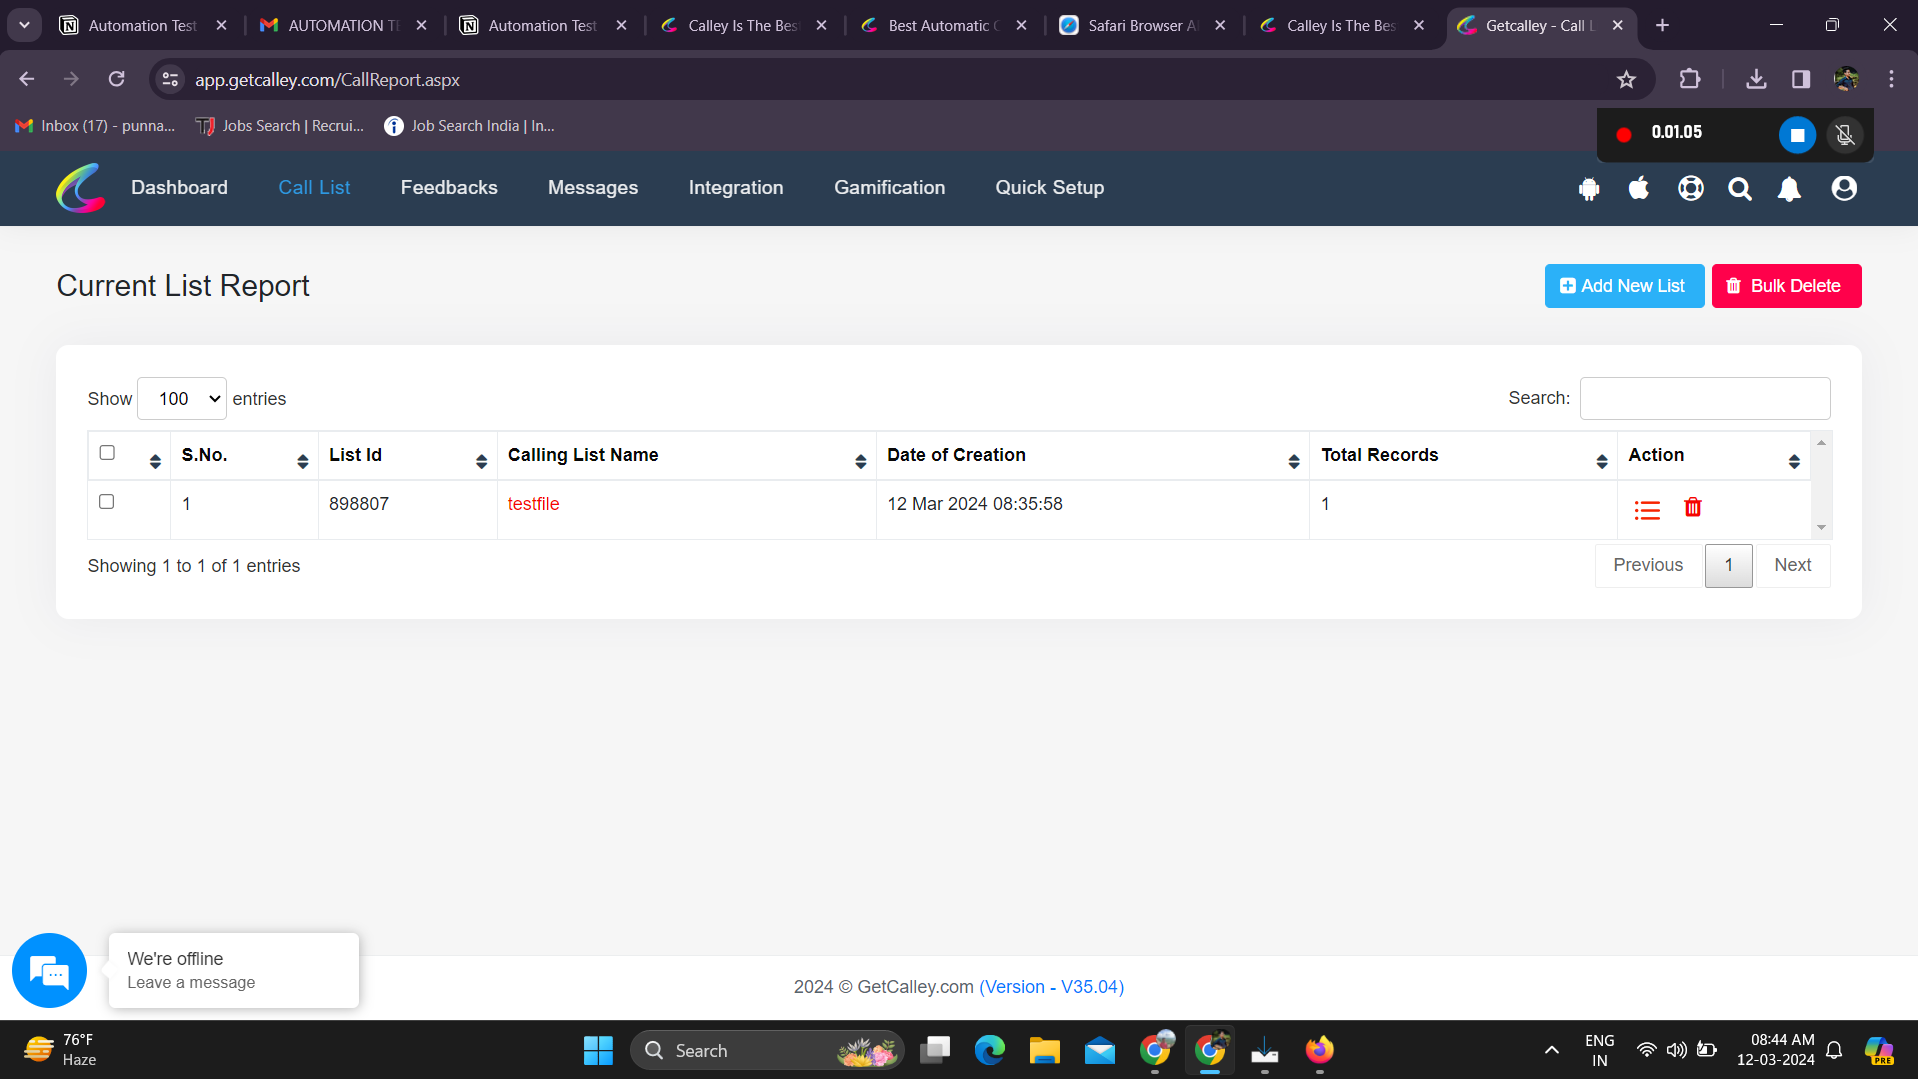 Automation Test
AUTOMATION TE
Automation Test
Calley Is The Bes
Best Automatic C
Safari Browser A
Calley Is The Bes
Getcalley - Call L
app.getcalley.com/CallReport.aspx
Inbox (17) - punna...
Jobs Search | Recrui...
Job Search India | In...
0.01.05
Dashboard
Call List
Feedbacks
Messages
Integration
Gamification
Quick Setup
Current List Report
Add New List
Bulk Delete
Show 100 entries
Search:
S.No.
List Id
Calling List Name
Date of Creation
Total Records
Action
1
898807
testfile
12 Mar 2024 08:35:58
1
Showing 1 to 1 of 1 entries
Previous
1
Next
We're offline
Leave a message
2024 © GetCalley.com (Version - V35.04)
76°F
Haze
Search
ENG
IN
08:44 AM
12-03-2024
PRE